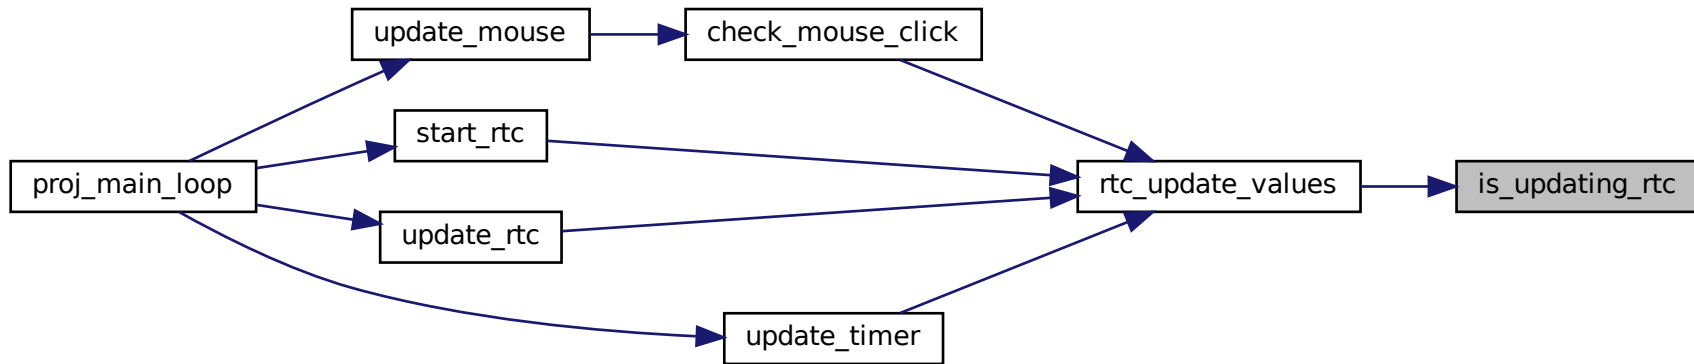 update_mouse
check_mouse_click
start_rtc
proj_main_loop
rtc_update_values
is_updating_rtc
update_rtc
update_timer